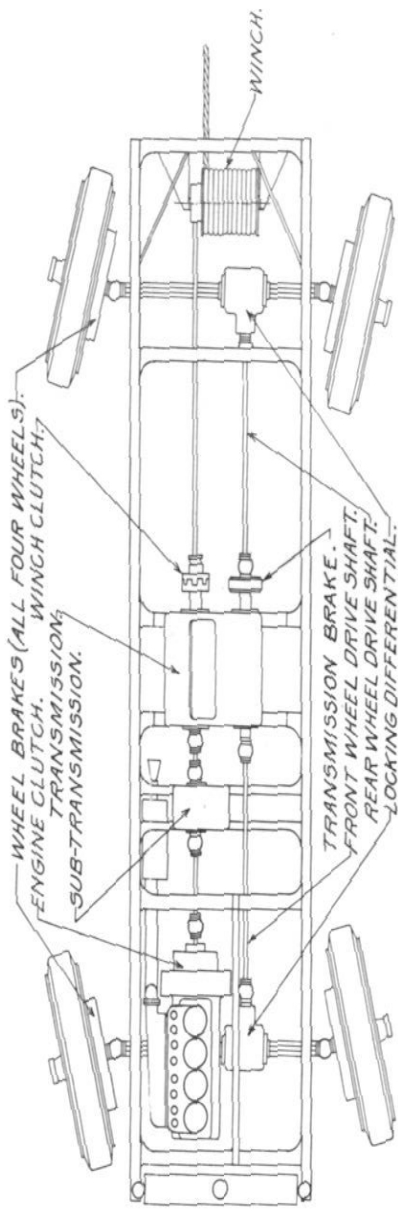 WHEEL BRAKES (ALL FOUR WHEELS).
ENGINE CLUTCH. WINCH CLUTCH.
TRANSMISSION.
SUB-TRANSMISSION.
TRANSMISSION BRAKE.
FRONT WHEEL DRIVE SHAFT.
REAR WHEEL DRIVE SHAFT.
LOCKING DIFFERENTIAL.
WINCH.